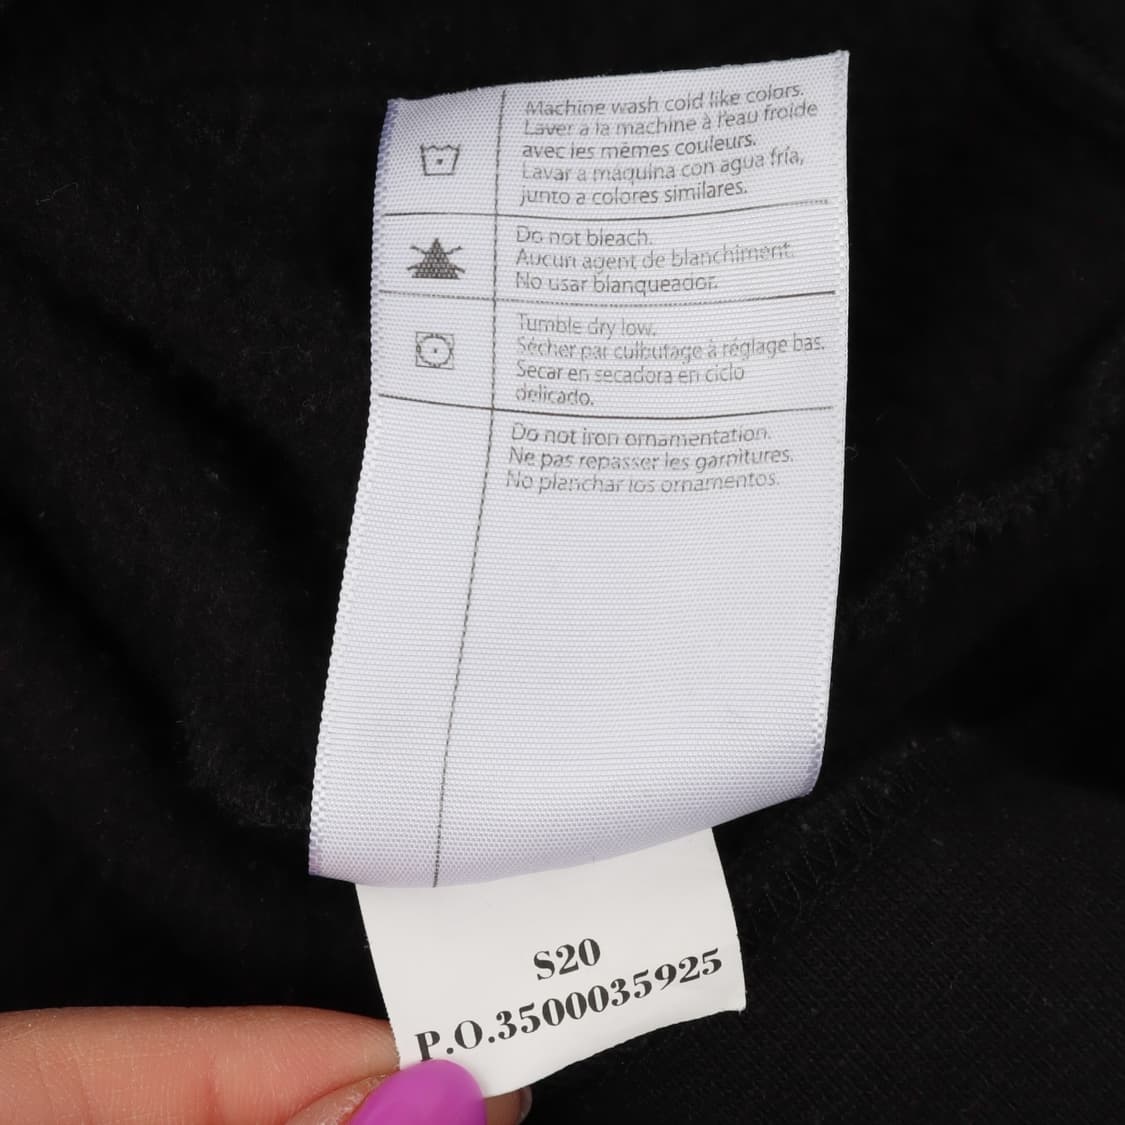 Machine wash cold like colors.
Laver à la machine à l'eau froide
avec les mêmes couleurs.
Lavar a máquina con agua fría,
junto a colores similares.
Do not bleach.
Aucun agent de blanchiment.
No usar blanqueador.
Tumble dry low.
Sécher par culbutage à réglage bas.
Secar en secadora en ciclo
delicado.
Do not iron ornamentation.
Ne pas repasser les garnitures.
No planchar los ornamentos.
S20
P.O.3500035925